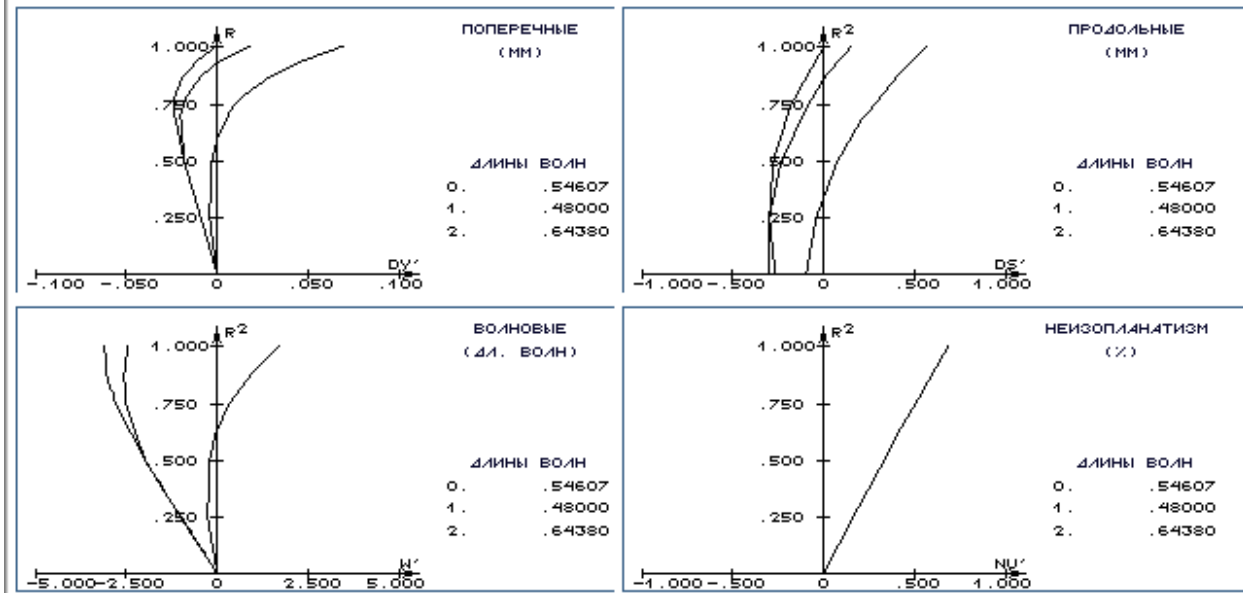 R
ПОПЕРЕЧНЫЕ
(ММ)
1.000
.750
.500
.250
ДЛИНЫ ВОЛН
0. .54607
1. .48000
2. .64380
DY'
-.100 -.050 0 .050 .100
R2
ПРОДОЛЬНЫЕ
(ММ)
1.000
.750
.500
.250
ДЛИНЫ ВОЛН
0. .54607
1. .48000
2. .64380
DS'
-1.000 -.500 0 .500 1.000
R2
ВОЛНОВЫЕ
(ДЛ. ВОЛН)
1.000
.750
.500
.250
ДЛИНЫ ВОЛН
0. .54607
1. .48000
2. .64380
W'
-5.000 -2.500 0 2.500 5.000
R2
НЕИЗОПЛАНАТИЗМ
(%)
1.000
.750
.500
.250
ДЛИНЫ ВОЛН
0. .54607
1. .48000
2. .64380
NU'
-1.000 -.500 0 .500 1.000